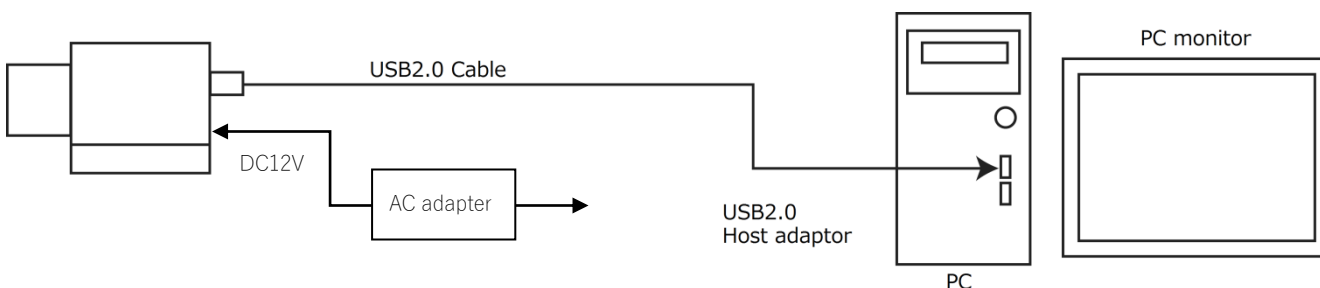 USB2.0 Cable
PC monitor
DC12V
AC adapter
USB2.0
Host adaptor
PC